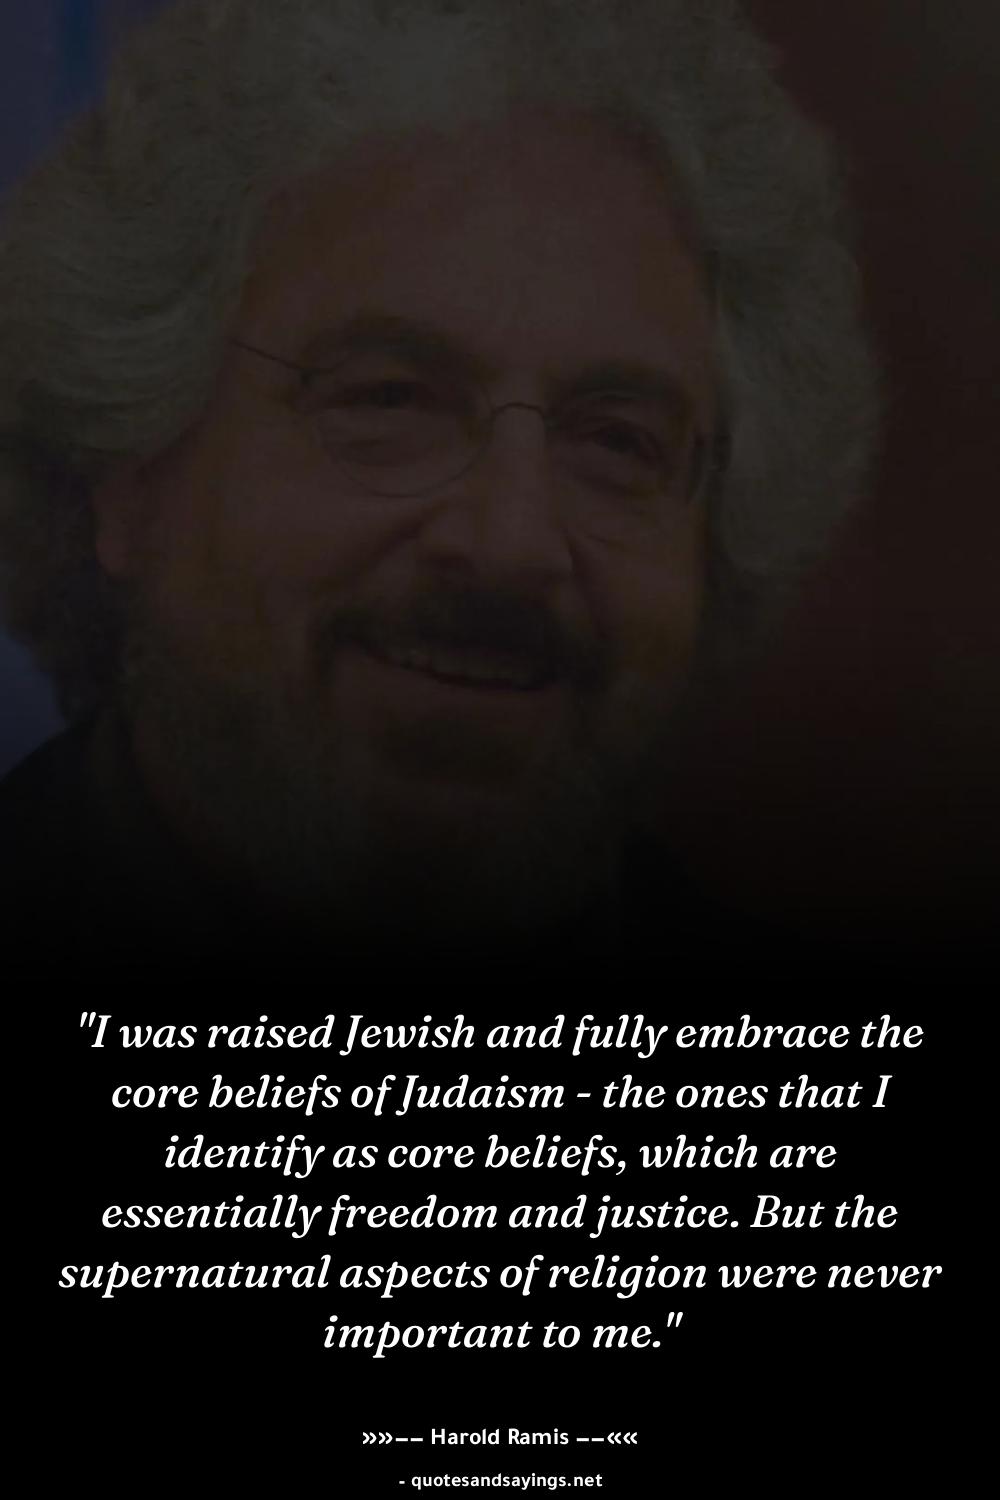 "I was raised Jewish and fully embrace the
core beliefs of Judaism - the ones that I
identify as core beliefs, which are
essentially freedom and justice. But the
supernatural aspects of religion were never
important to me."
»»–– Harold Ramis ––««
- quotesandsayings.net